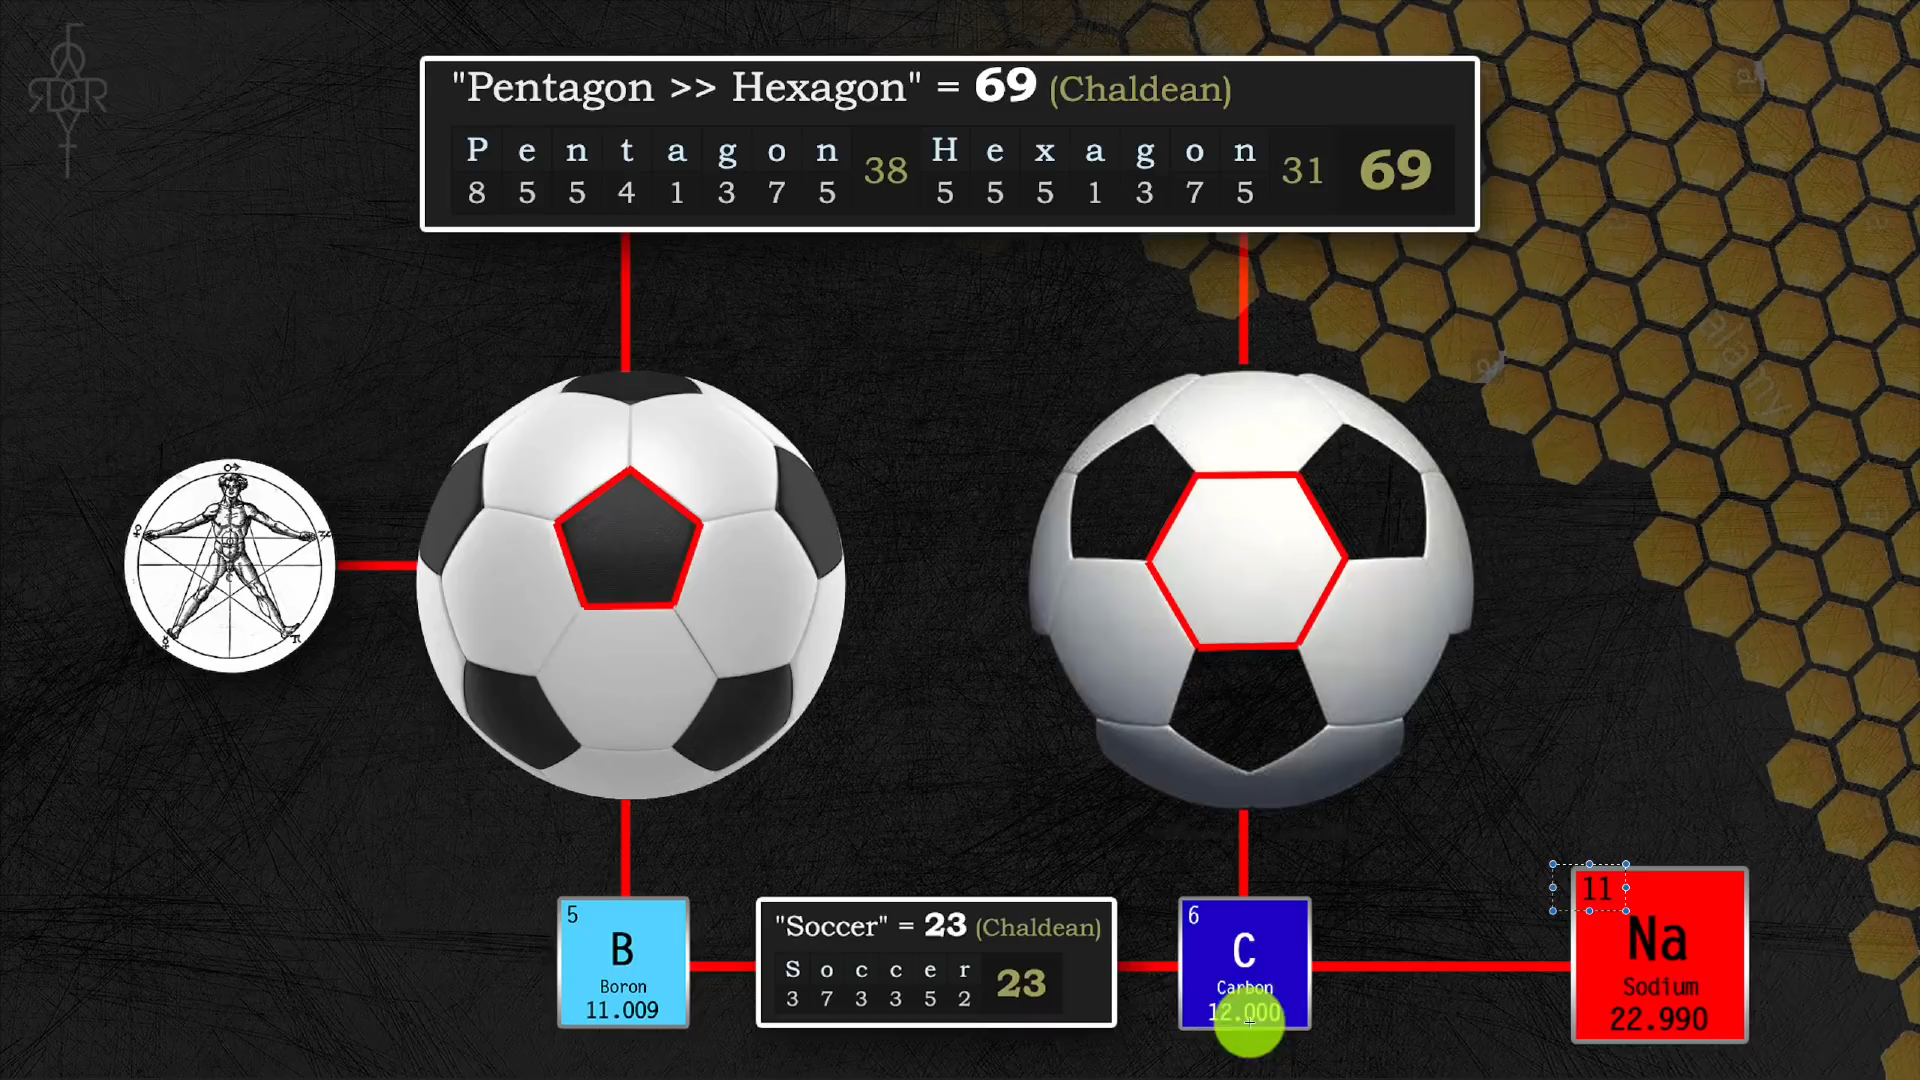 "Pentagon >> Hexagon" = 69 (Chaldean)
P e n t a g o n 38 H e x a g o n 31 69
8 5 5 4 1 3 7 5 5 5 5 1 3 7 5
alamy
5
B
Boron
11.009
"Soccer" = 23 (Chaldean)
S o c c e r 23
3 7 3 3 5 2
6
C
Carbon
12.000
11
Na
Sodium
22.990